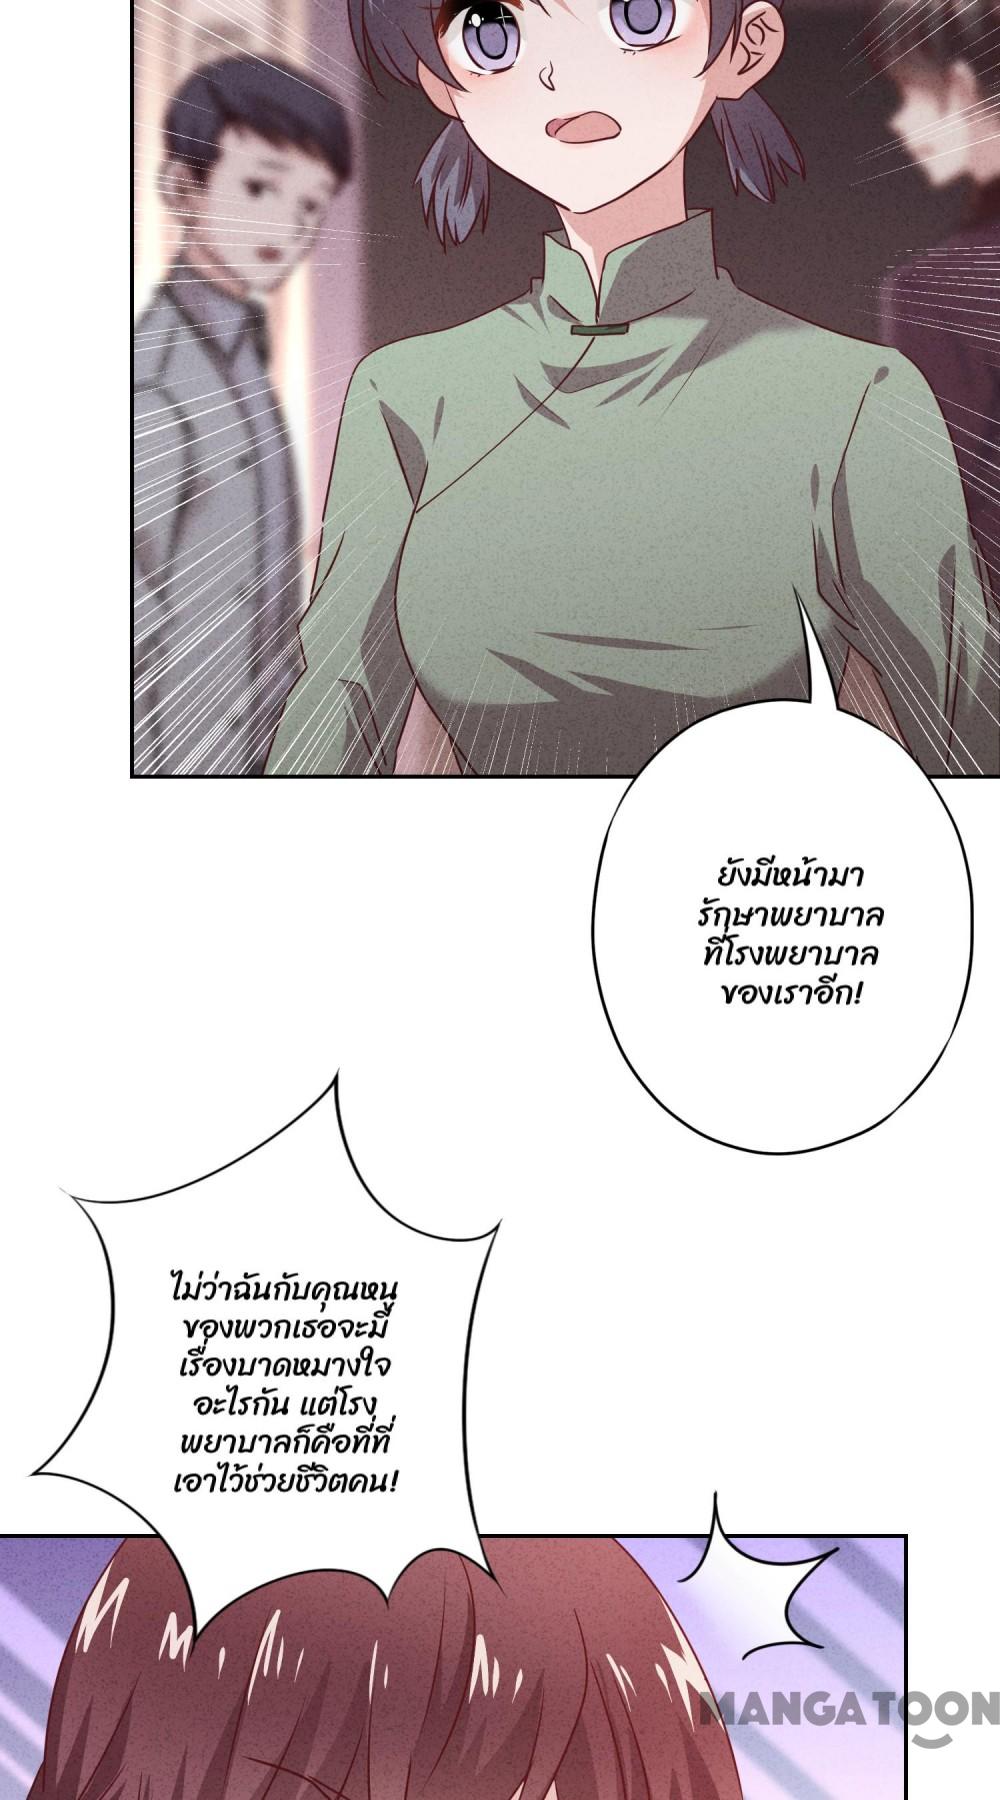 ยังมีหน้ามา
รักษาพยาบาล
ที่โรงพยาบาล
ของเราอีก!
ไม่ว่าฉันกับคุณหนู
ของพวกเธอจะมี
เรื่องบาดหมางใจ
อะไรกัน แต่โรง
พยาบาลก็คือที่ที่
เอาไว้ช่วยชีวิตคน!
MANGATOON